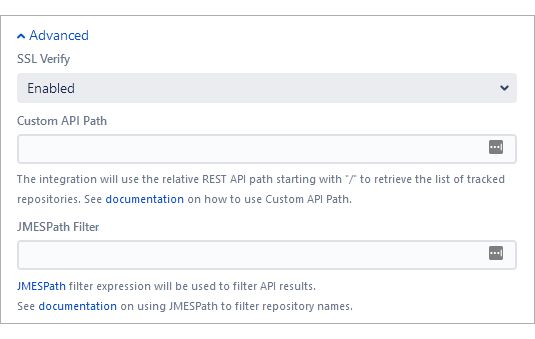 Advanced
SSL Verify
Enabled
Custom API Path
The integration will use the relative REST API path starting with "/" to retrieve the list of tracked
repositories. See documentation on how to use Custom API Path.
JMESPath Filter
JMESPath filter expression will be used to filter API results.
See documentation on using JMESPath to filter repository names.